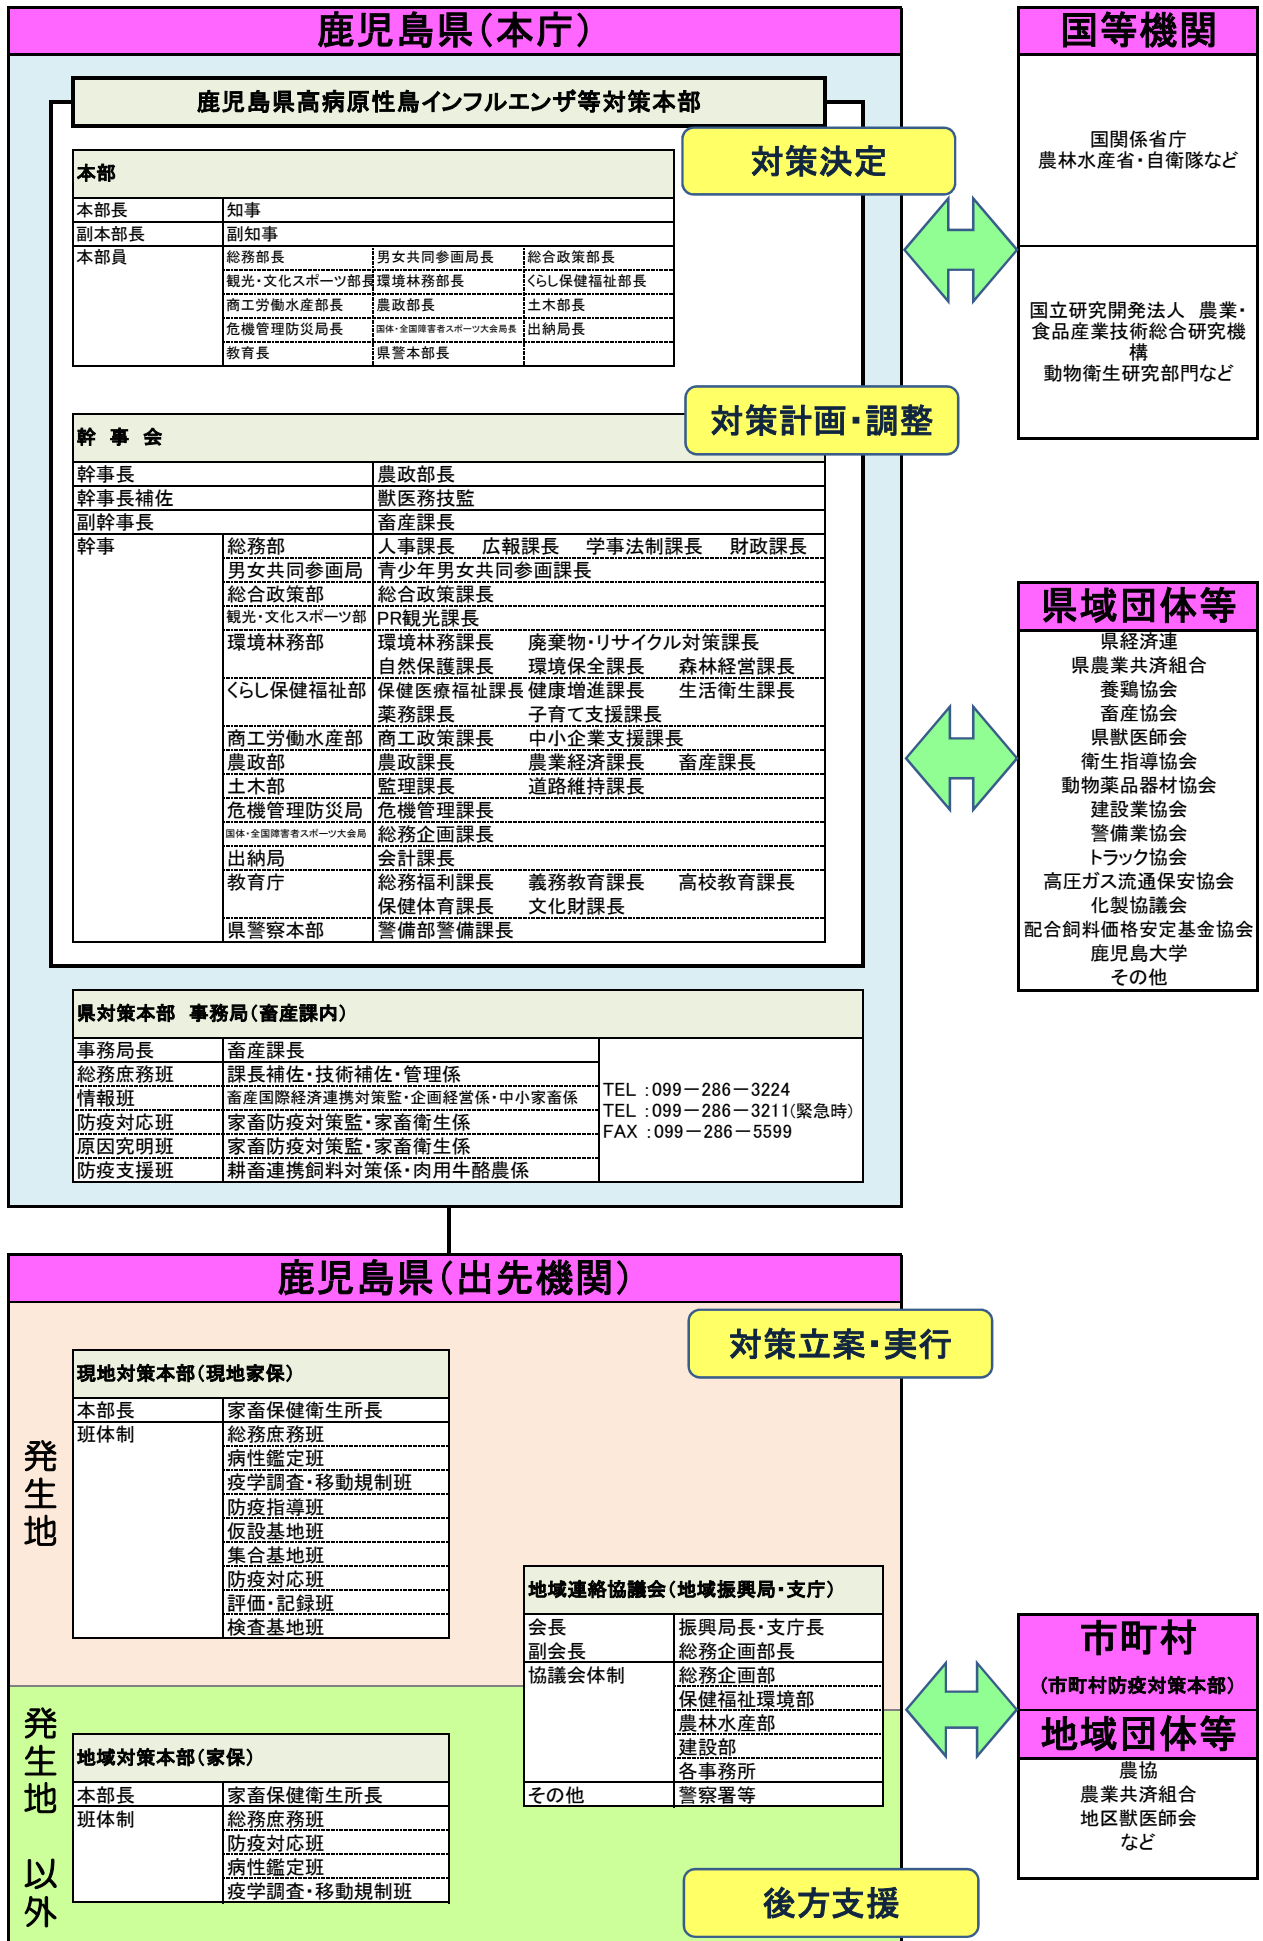 鹿児島県(本庁)
鹿児島県高病原性鳥インフルエンザ等対策本部
対策決定
本部
本部長 知事
副本部長 副知事
本部員 総務部長 男女共同参画局長 総合政策部長
観光・文化スポーツ部長 環境林務部長 くらし保健福祉部長
商工労働水産部長 農政部長 土木部長
危機管理防災局長 国体・全国障害者スポーツ大会局長 出納局長
教育長 県警本部長
対策計画・調整
幹 事 会
幹事長 農政部長
幹事長補佐 獣医務技監
副幹事長 畜産課長
幹事 総務部 人事課長 広報課長 学事法制課長 財政課長
男女共同参画局 青少年男女共同参画課長
総合政策部 総合政策課長
観光・文化スポーツ部 PR観光課長
環境林務部 環境林務課長 廃棄物・リサイクル対策課長
自然保護課長 環境保全課長 森林経営課長
くらし保健福祉部 保健医療福祉課長 健康増進課長 生活衛生課長
薬務課長 子育て支援課長
商工労働水産部 商工政策課長 中小企業支援課長
農政部 農政課長 農業経済課長 畜産課長
土木部 監理課長 道路維持課長
危機管理防災局 危機管理課長
国体・全国障害者スポーツ大会局 総務企画課長
出納局 会計課長
教育庁 総務福利課長 義務教育課長 高校教育課長
保健体育課長 文化財課長
県警察本部 警備部警備課長
県対策本部 事務局(畜産課内)
事務局長 畜産課長
総務庶務班 課長補佐・技術補佐・管理係
情報班 畜産国際経済連携対策監・企画経営係・中小家畜係
防疫対応班 家畜防疫対策監・家畜衛生係
原因究明班 家畜防疫対策監・家畜衛生係
防疫支援班 耕畜連携飼料対策係・肉用牛酪農係
TEL :099-286-3224
TEL :099-286-3211(緊急時)
FAX :099-286-5599
国等機関
国関係省庁
農林水産省・自衛隊など
国立研究開発法人 農業・
食品産業技術総合研究機
構
動物衛生研究部門など
県域団体等
県経済連
県農業共済組合
養鶏協会
畜産協会
県獣医師会
衛生指導協会
動物薬品器材協会
建設業協会
警備業協会
トラック協会
高圧ガス流通保安協会
化製協議会
配合飼料価格安定基金協会
鹿児島大学
その他
鹿児島県(出先機関)
対策立案・実行
発生地
現地対策本部(現地家保)
本部長 家畜保健衛生所長
班体制 総務庶務班
病性鑑定班
疫学調査・移動規制班
防疫指導班
仮設基地班
集合基地班
防疫対応班
評価・記録班
検査基地班
地域連絡協議会(地域振興局・支庁)
会長 振興局長・支庁長
副会長 総務企画部長
協議会体制 総務企画部
保健福祉環境部
農林水産部
建設部
各事務所
その他 警察署等
発生地 以外
地域対策本部(家保)
本部長 家畜保健衛生所長
班体制 総務庶務班
防疫対応班
病性鑑定班
疫学調査・移動規制班
後方支援
市町村
(市町村防疫対策本部)
地域団体等
農協
農業共済組合
地区獣医師会
など